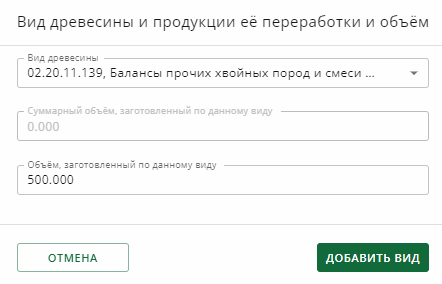 Вид древесины и продукции её переработки и объём
Вид древесины
02.20.11.139, Балансы прочих хвойных пород и смеси ...
Суммарный объём, заготовленный по данному виду
0.000
Объём, заготовленный по данному виду
500.000
ОТМЕНА
ДОБАВИТЬ ВИД